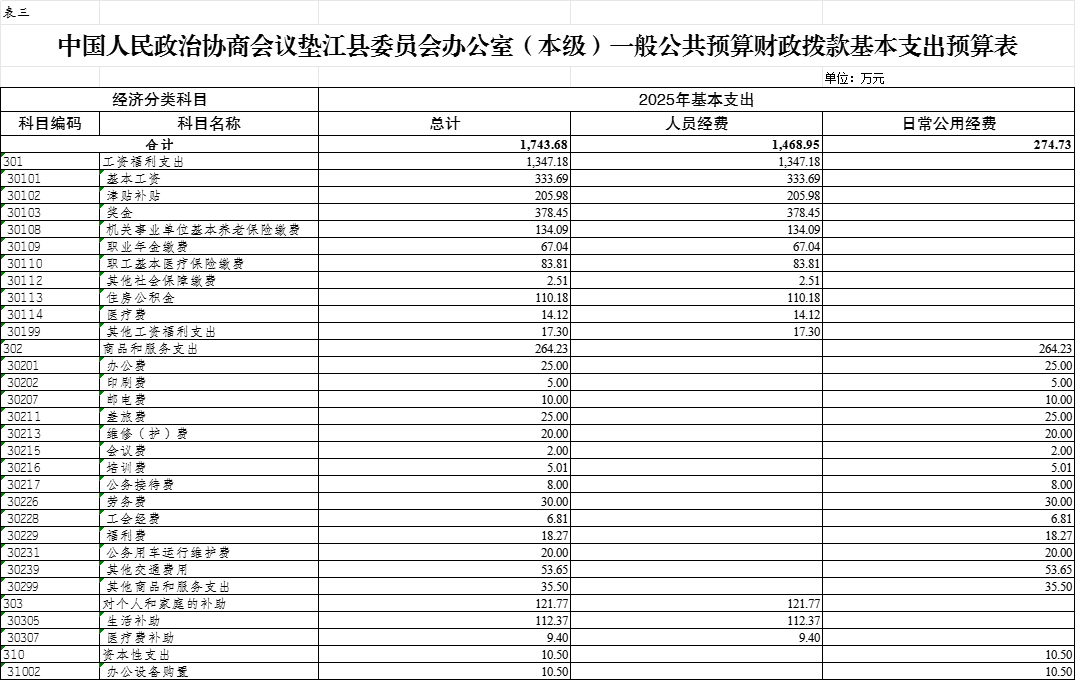 表三
中国人民政治协商会议垫江县委员会办公室（本级）一般公共预算财政拨款基本支出预算表
单位：万元
经济分类科目 2025年基本支出
科目编码 科目名称 总计 人员经费 日常公用经费
合计 1,743.68 1,468.95 274.73
301 工资福利支出 1,347.18 1,347.18
30101 基本工资 333.69 333.69
30102 津贴补贴 205.98 205.98
30103 奖金 378.45 378.45
30108 机关事业单位基本养老保险缴费 134.09 134.09
30109 职业年金缴费 67.04 67.04
30110 职工基本医疗保险缴费 83.81 83.81
30112 其他社会保障缴费 2.51 2.51
30113 住房公积金 110.18 110.18
30114 医疗费 14.12 14.12
30199 其他工资福利支出 17.30 17.30
302 商品和服务支出 264.23 264.23
30201 办公费 25.00 25.00
30202 印刷费 5.00 5.00
30207 邮电费 10.00 10.00
30211 差旅费 25.00 25.00
30213 维修（护）费 20.00 20.00
30215 会议费 2.00 2.00
30216 培训费 5.01 5.01
30217 公务接待费 8.00 8.00
30226 劳务费 30.00 30.00
30228 工会经费 6.81 6.81
30229 福利费 18.27 18.27
30231 公务用车运行维护费 20.00 20.00
30239 其他交通费用 53.65 53.65
30299 其他商品和服务支出 35.50 35.50
303 对个人和家庭的补助 121.77 121.77
30305 生活补助 112.37 112.37
30307 医疗费补助 9.40 9.40
310 资本性支出 10.50 10.50
31002 办公设备购置 10.50 10.50